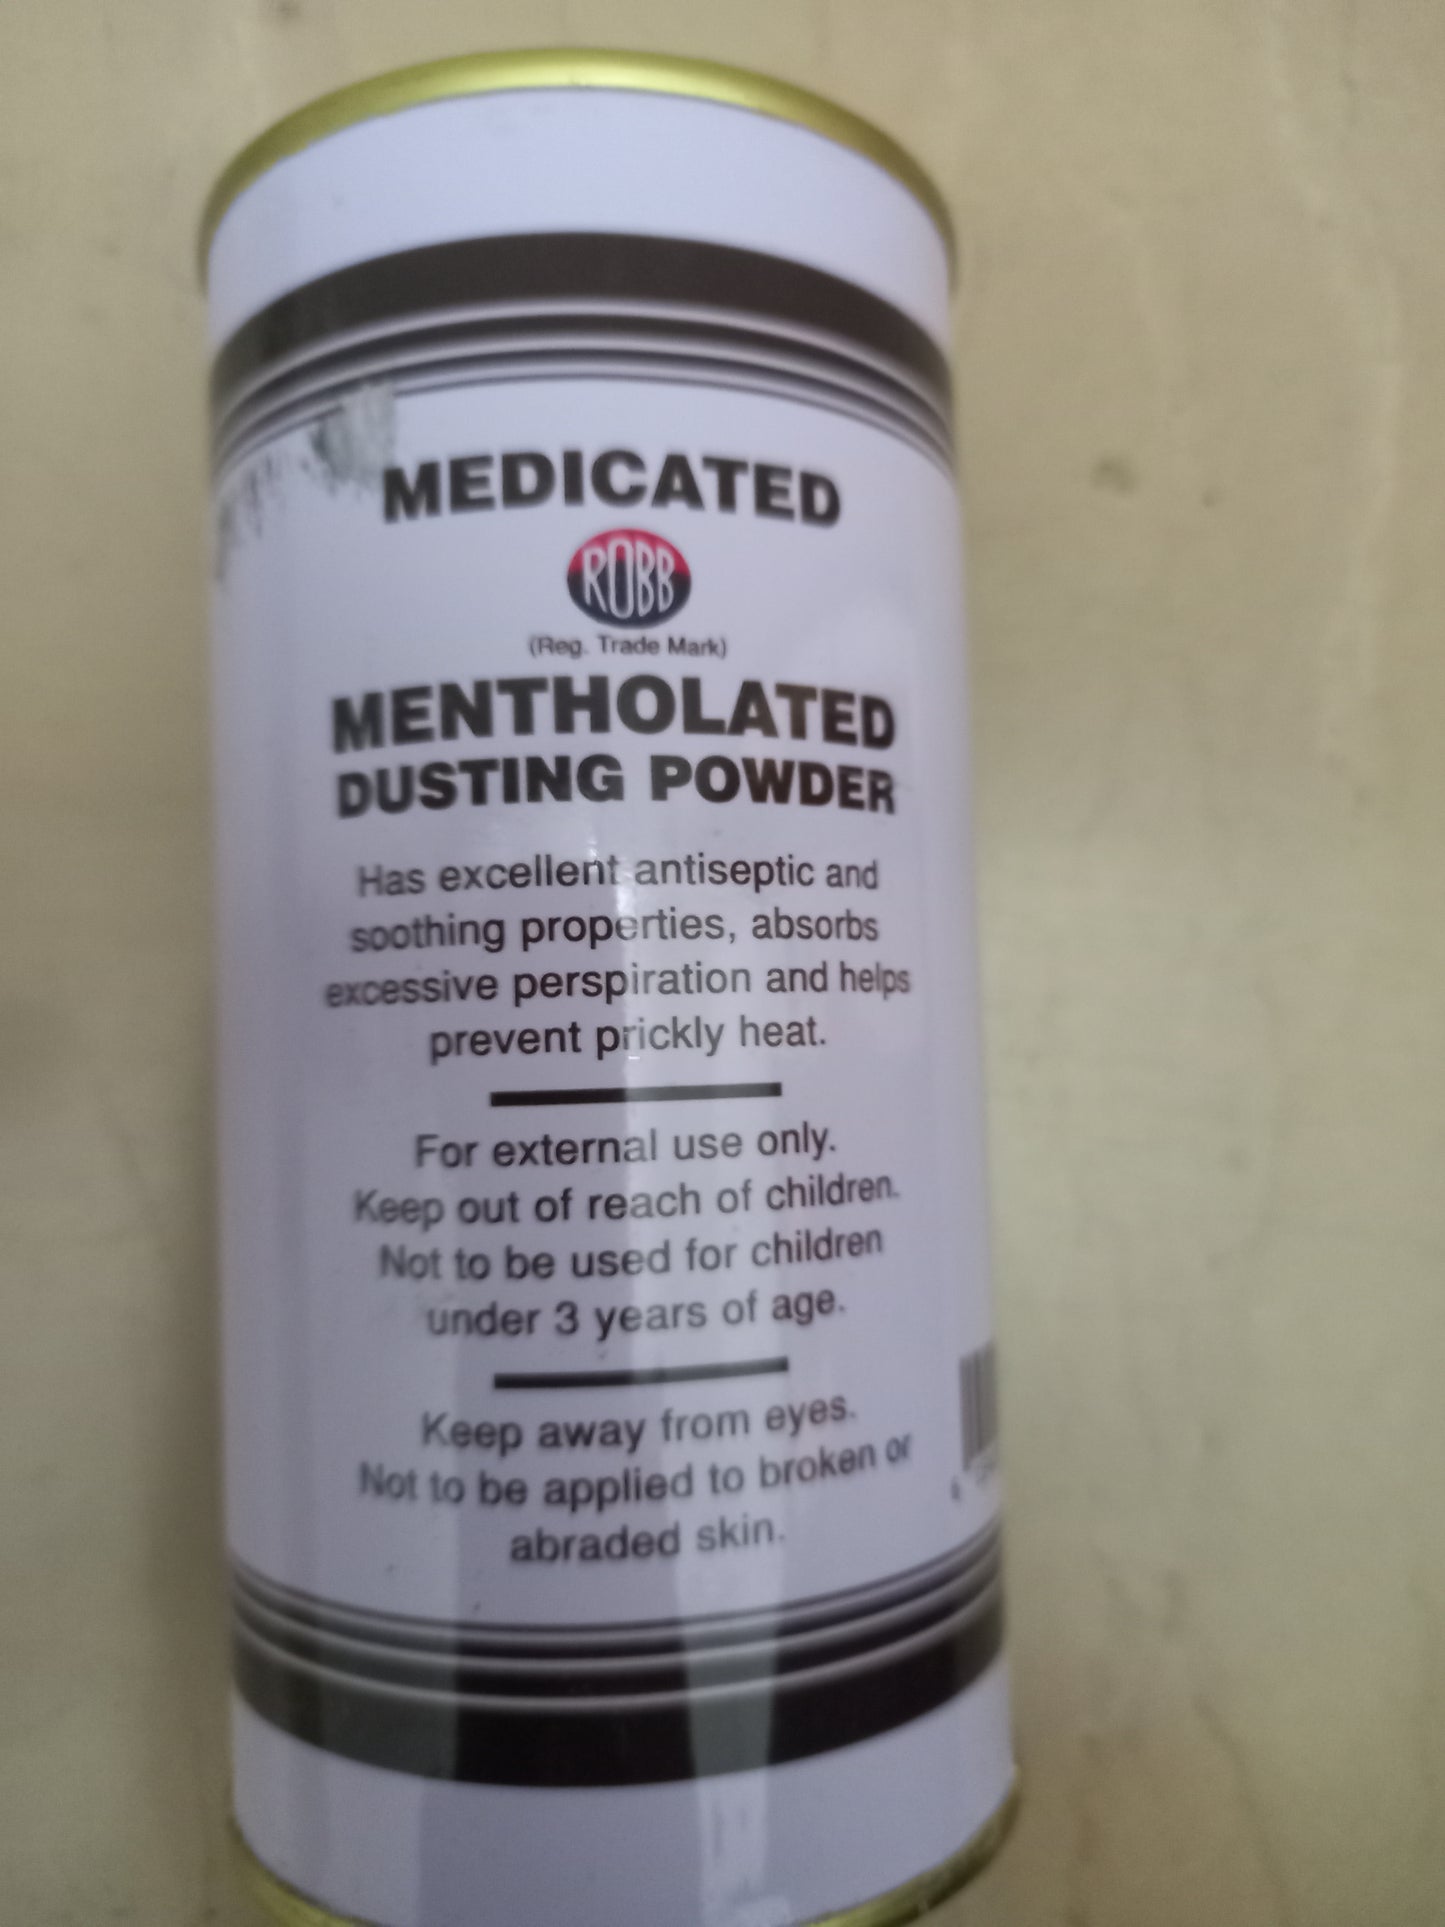 MEDICATED
ROBB
(Reg. Trade Mark)
MENTHOLATED
DUSTING POWDER
Has excellent antiseptic and
soothing properties, absorbs
excessive perspiration and helps
prevent prickly heat.
For external use only.
Keep out of reach of children.
Not to be used for children
under 3 years of age.
Keep away from eyes.
Not to be applied to broken or
abraded skin.